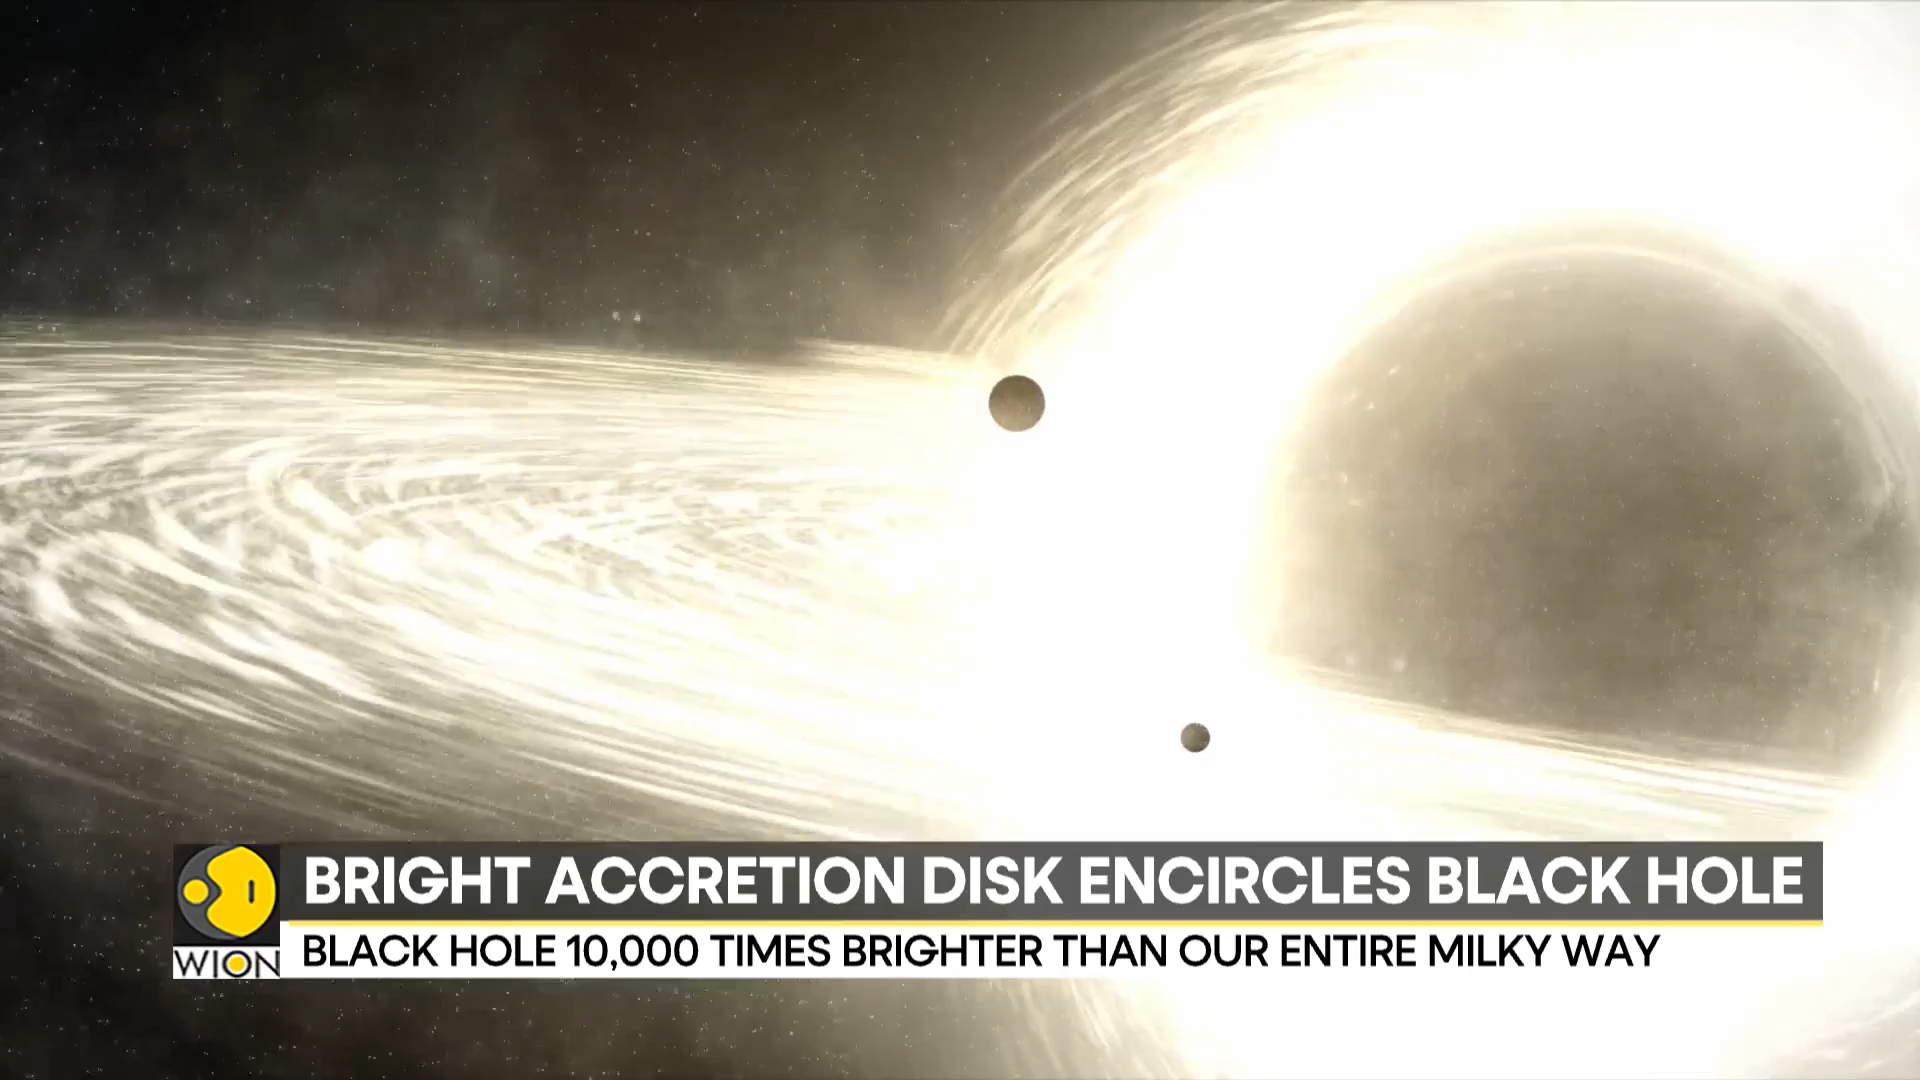 BRIGHT ACCRETION DISK ENCIRCLES BLACK HOLE
WION
BLACK HOLE 10,000 TIMES BRIGHTER THAN OUR ENTIRE MILKY WAY